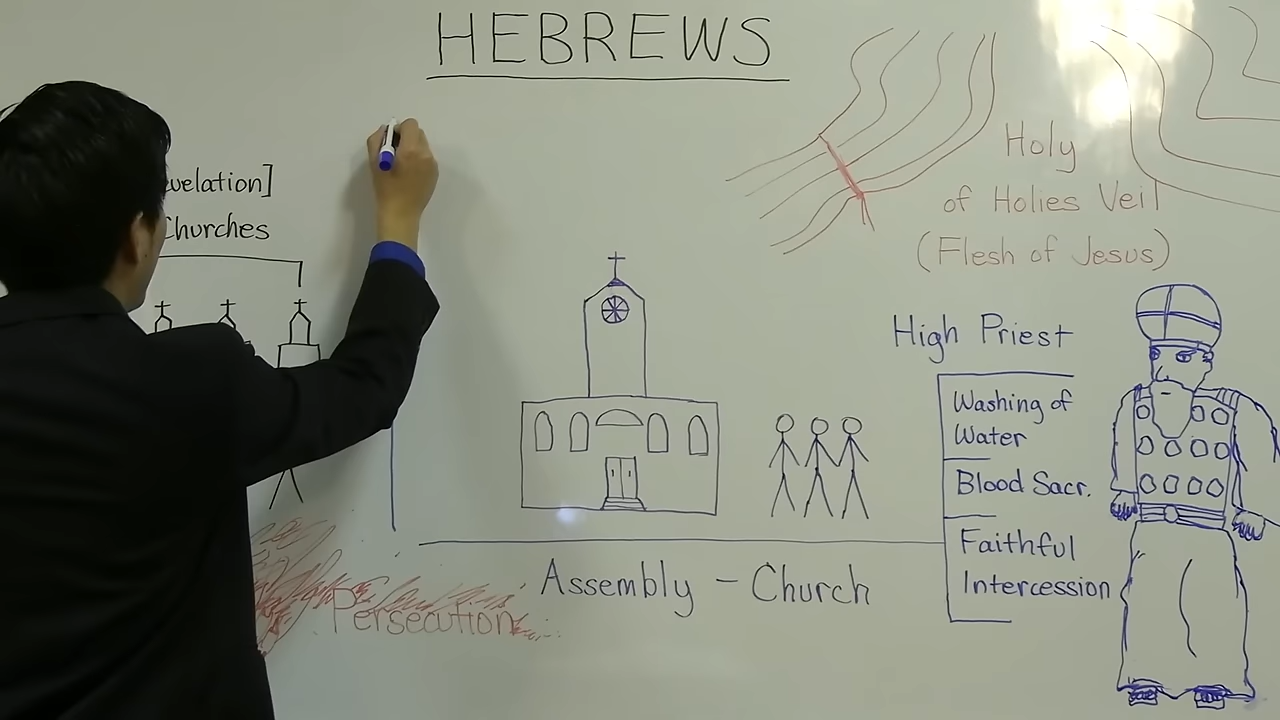 HEBREWS
Holy
of Holies Veil
(Flesh of Jesus)
Churches
High Priest
Washing of
Water
Blood Sacr.
Faithful
Intercession
Assembly - Church
Persecution